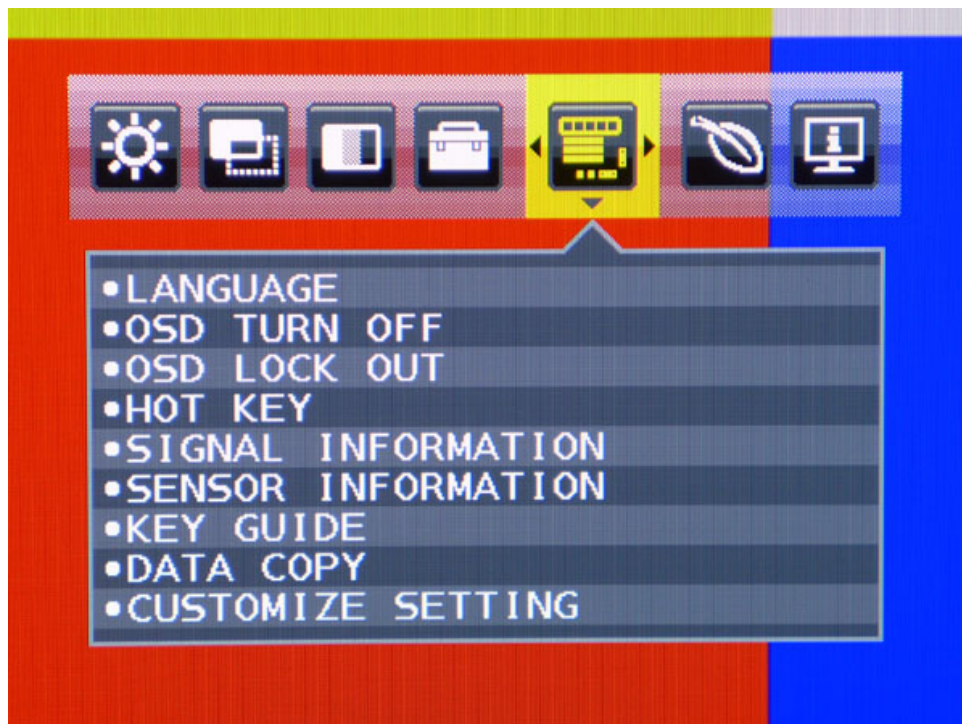 •LANGUAGE
•OSD TURN OFF
•OSD LOCK OUT
•HOT KEY
•SIGNAL INFORMATION
•SENSOR INFORMATION
•KEY GUIDE
•DATA COPY
•CUSTOMIZE SETTING